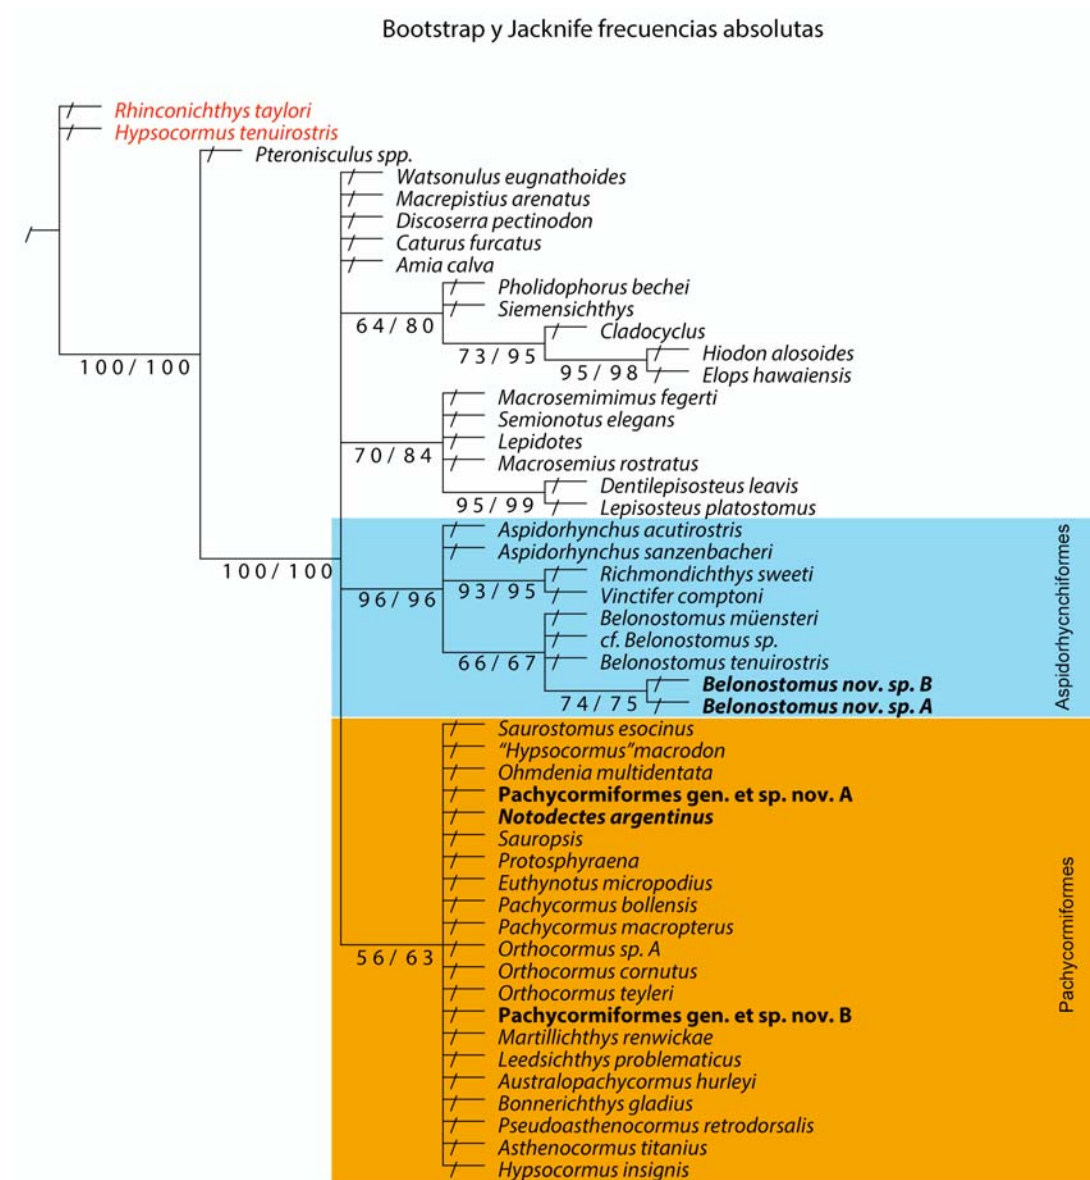 Bootstrap y Jacknife frecuencias absolutas
Rhinconichthys taylori
Hypsocormus tenuirostris
Pteronisculus spp.
Watsonulus eugnathoides
Macrepistius arenatus
Discoserra pectinodon
Caturus furcatus
Amia calva
Pholidophorus bechei
Siemensichthys
64/ 80
Cladocyclus
73/ 95
Hiodon alosoides
100/ 100
95/ 98
Elops hawaiensis
Macrosemimimus fegerti
Semionotus elegans
Lepidotes
70/ 84
Macrosemius rostratus
Dentilepisosteus leavis
95/ 99
Lepisosteus platostomus
Aspidorhynchus acutirostris
Aspidorhynchus sanzenbacheri
100/ 100
Richmondichthys sweeti
96/ 96
93/ 95
Vinctifer comptoni
Belonostomus müensteri
cf. Belonostomus sp.
66/ 67
Belonostomus tenuirostris
Belonostomus nov. sp. B
74/ 75
Belonostomus nov. sp. A
Aspidorhycnchiformes
Saurostomus esocinus
“Hypsocormus”macrodon
Ohmdenia multidentata
Pachycormiformes gen. et sp. nov. A
Notodectes argentinus
Sauropsis
Protosphyraena
Euthynotus micropodius
Pachycormus bollensis
Pachycormus macropterus
56/ 63
Orthocormus sp. A
Orthocormus cornutus
Orthocormus teyleri
Pachycormiformes gen. et sp. nov. B
Martillichthys renwickae
Leedsichthys problematicus
Australopachycormus hurleyi
Bonnerichthys gladius
Pseudoasthenocormus retrodorsalis
Asthenocormus titanius
Hypsocormus insignis
Pachycormiformes